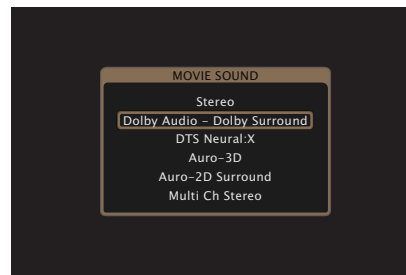 MOVIE SOUND
Stereo
Dolby Audio – Dolby Surround
DTS Neural:X
Auro-3D
Auro-2D Surround
Multi Ch Stereo